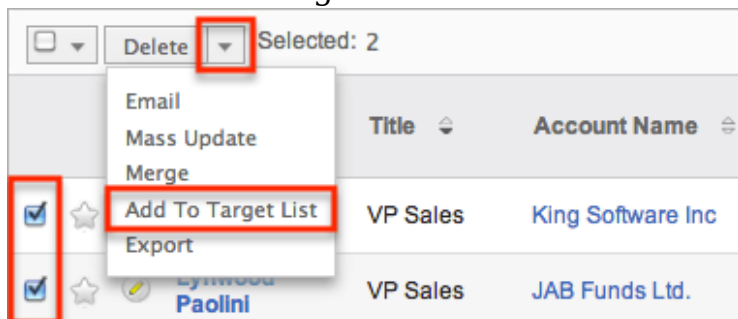 Delete Selected: 2
Email
Mass Update
Merge
Add To Target List
Export
Title Account Name
VP Sales King Software Inc
Lynwood
Paolini VP Sales JAB Funds Ltd.